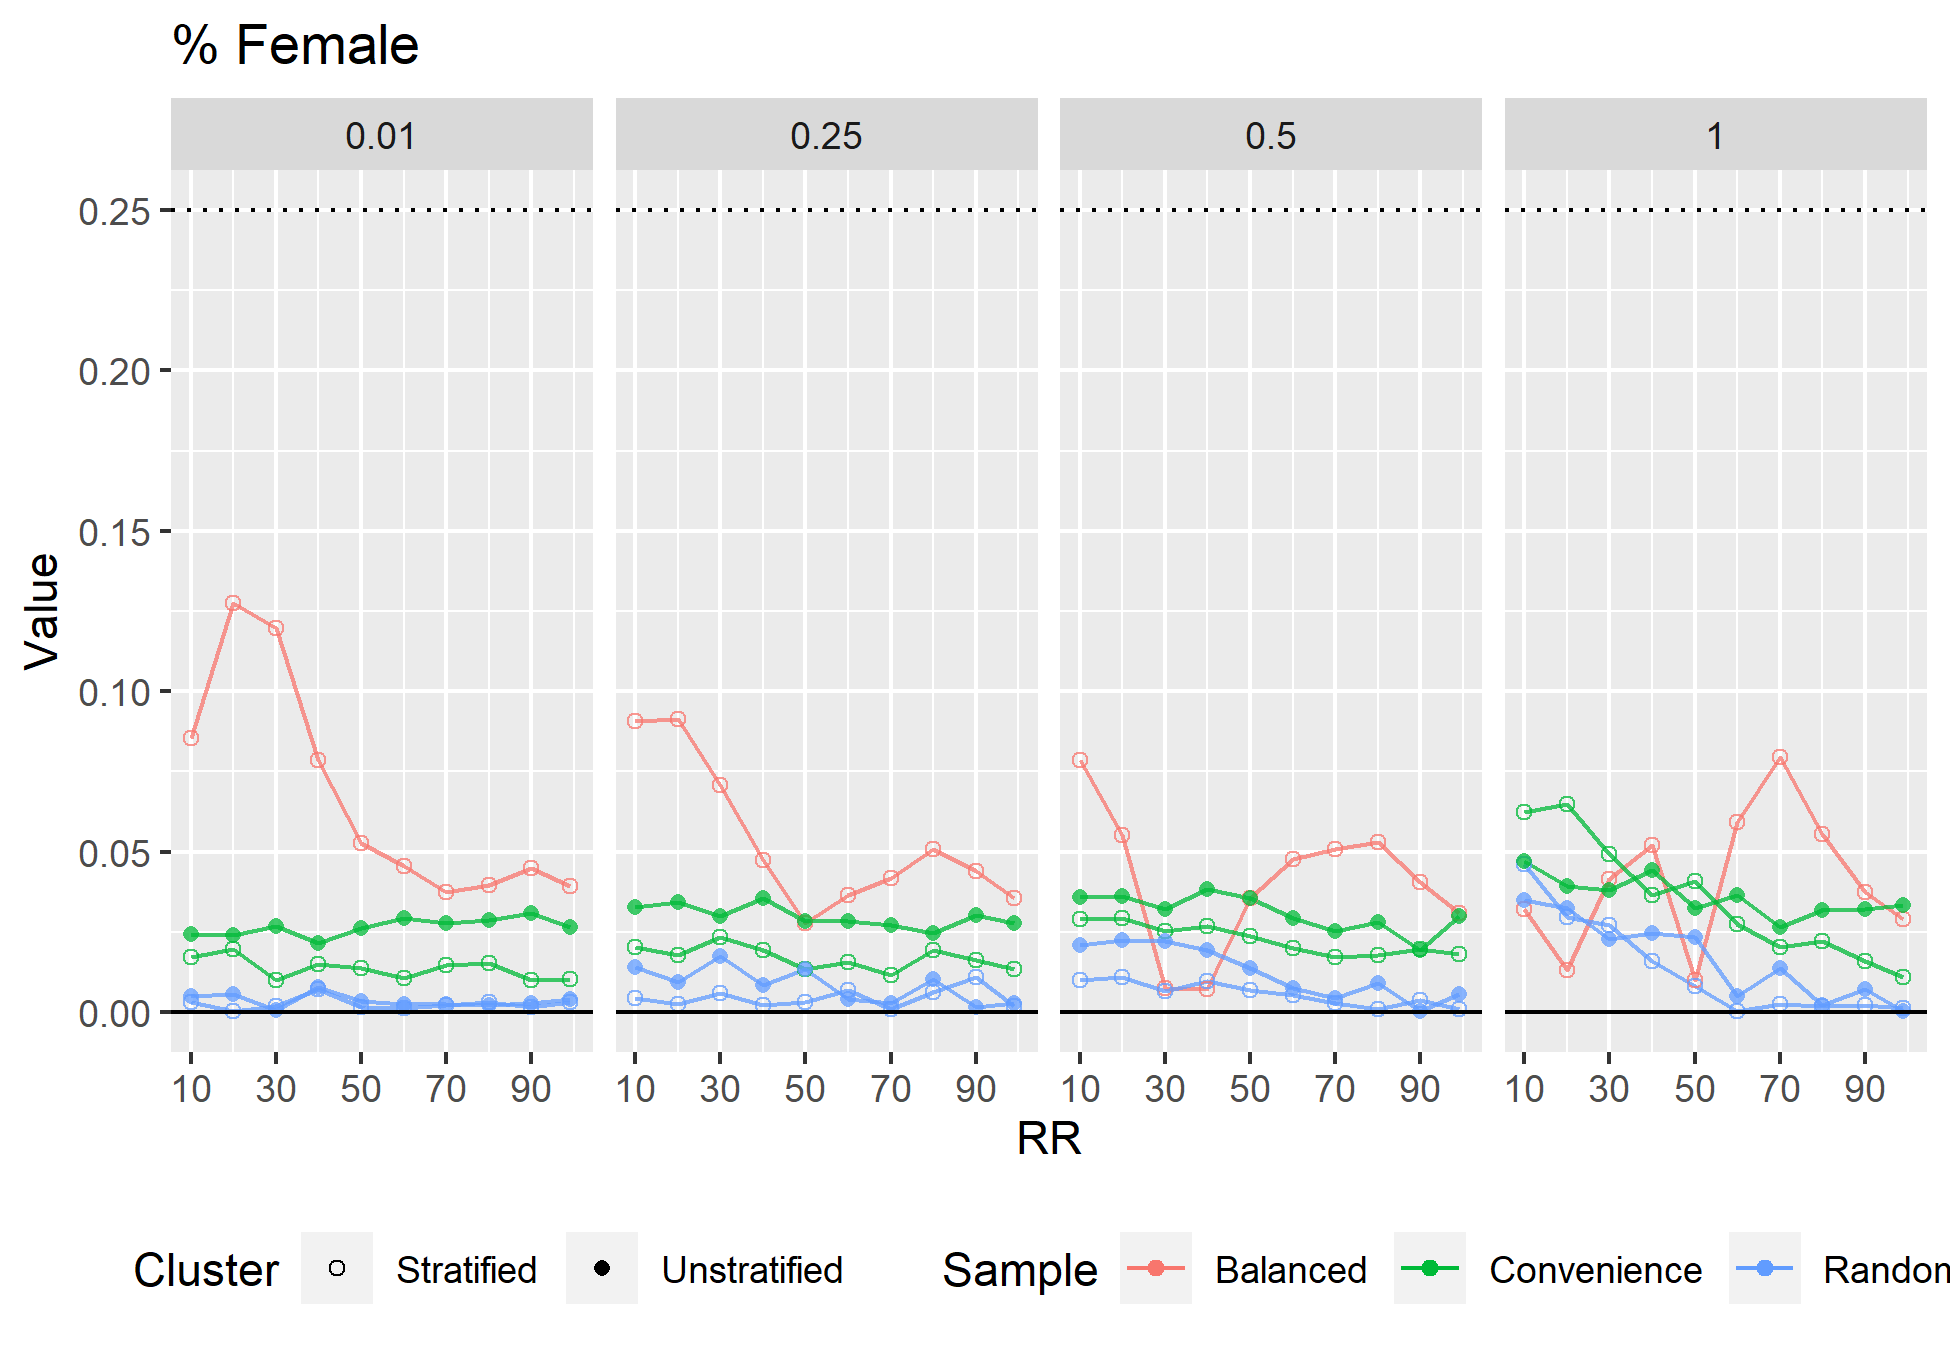 % Female
0.01 0.25 0.5 1
0.25
0.20
0.15
0.10
0.05
0.00
Value
10 30 50 70 90 10 30 50 70 90 10 30 50 70 90 10 30 50 70 90
RR
Cluster Stratified Unstratified Sample Balanced Convenience Randon